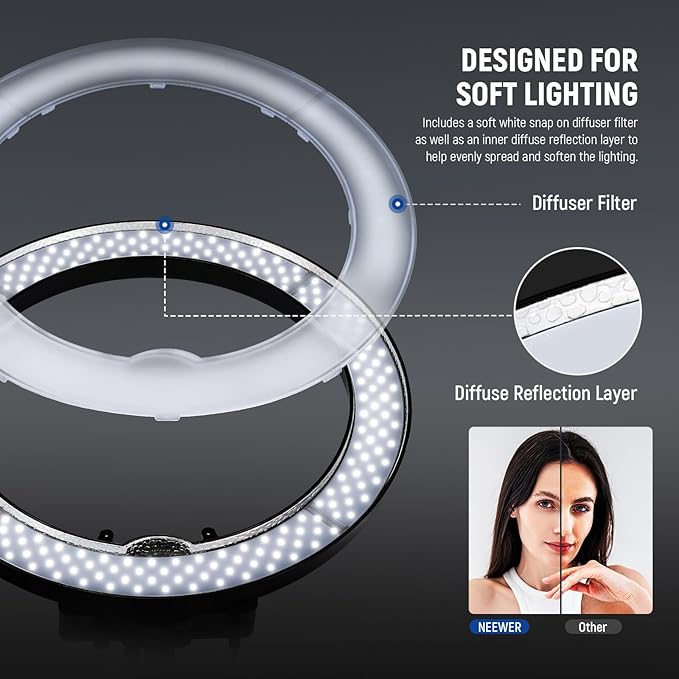 DESIGNED FOR
SOFT LIGHTING
Includes a soft white snap on diffuser filter
as well as an inner diffuse reflection layer to
help evenly spread and soften the lighting.
Diffuser Filter
Diffuse Reflection Layer
NEEWER
Other